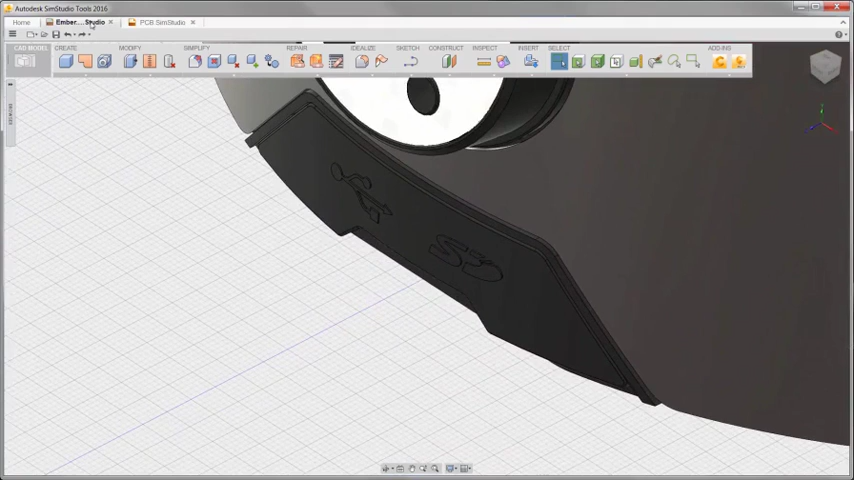 Autodesk SimStudio Tools 2016
Home
Ember....Studio
PCB SimStudio
CAD MODEL
CREATE
MODIFY
SIMPLIFY
REPAIR
IDEALIZE
SKETCH
CONSTRUCT
INSPECT
INSERT
SELECT
ADD-INS
BROWSER